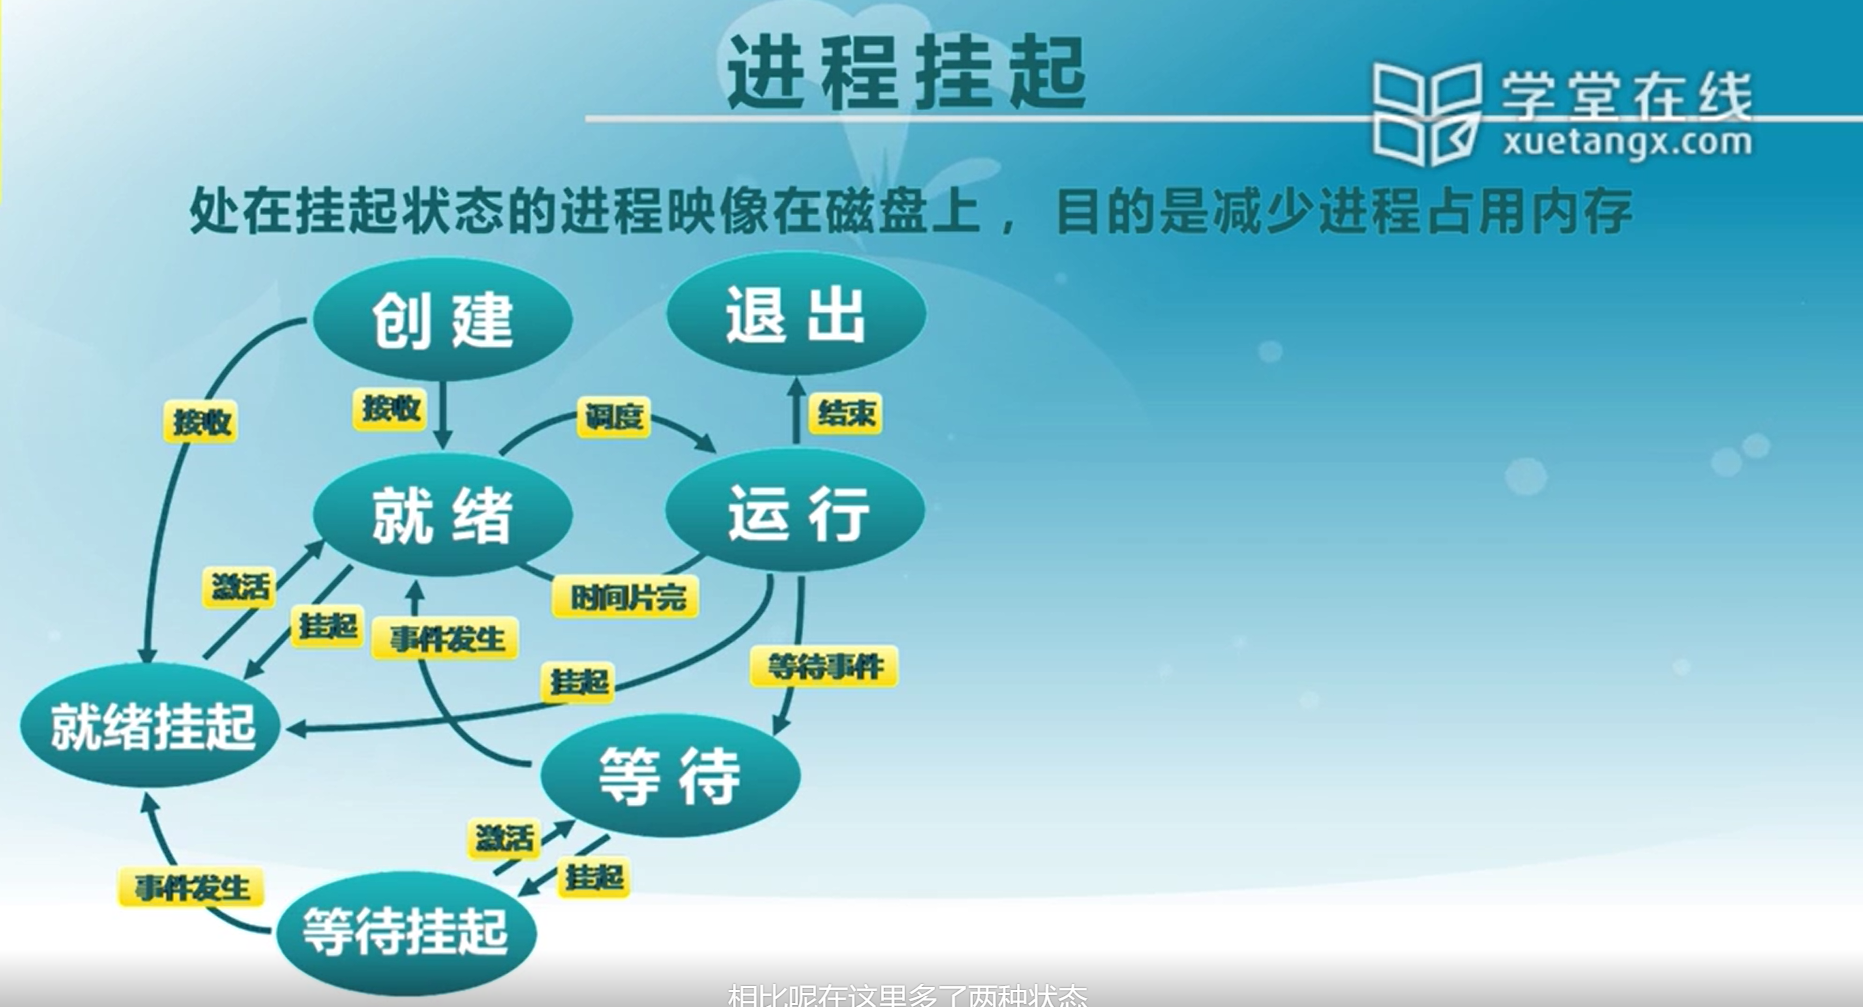 进程挂起
学堂在线
xuetangx.com
处在挂起状态的进程映像在磁盘上，目的是减少进程占用内存
创建
退出
接收
接收
调度
结束
就绪
运行
激活
挂起
时间片完
事件发生
挂起
等待事件
就绪挂起
等待
激活
挂起
事件发生
等待挂起
相比呢在这里多了两种状态